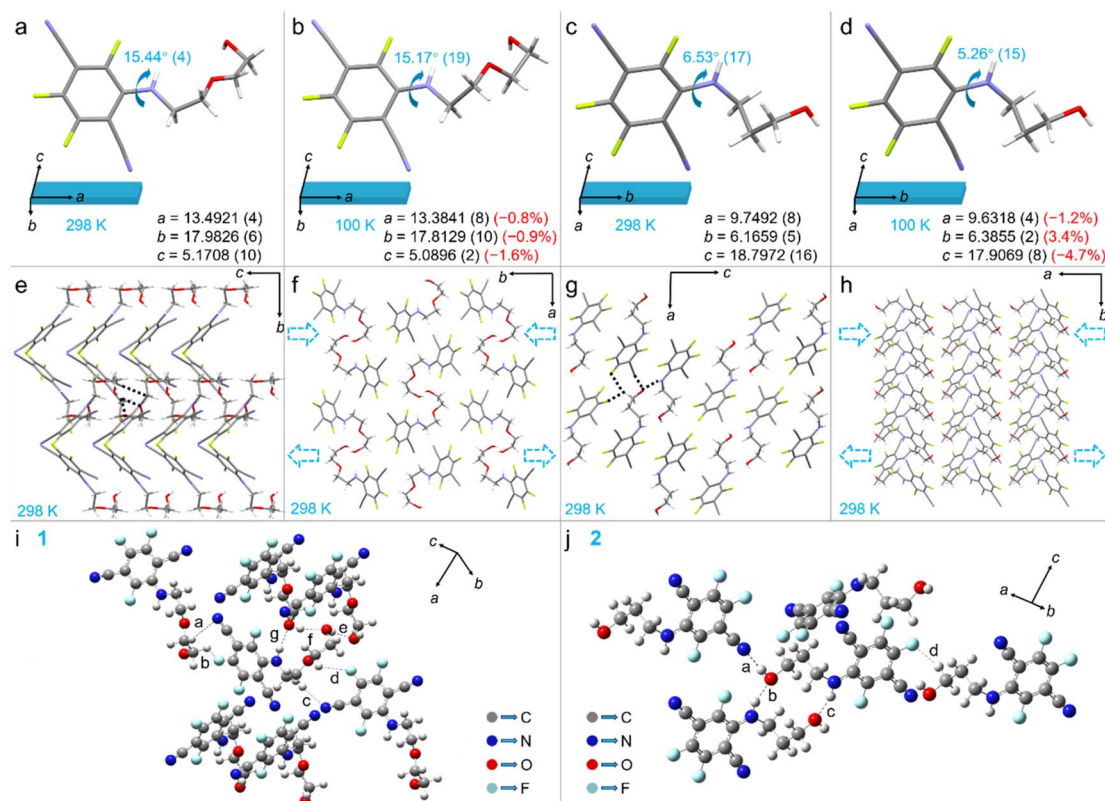 a
15.44° (4)
c
a
b
298 K
a = 13.4921 (4)
b = 17.9826 (6)
c = 5.1708 (10)
b
15.17° (19)
c
a
b
100 K
a = 13.3841 (8) (−0.8%)
b = 17.8129 (10) (−0.9%)
c = 5.0896 (2) (−1.6%)
c
6.53° (17)
c
b
a
298 K
a = 9.7492 (8)
b = 6.1659 (5)
c = 18.7972 (16)
d
5.26° (15)
c
b
a
100 K
a = 9.6318 (4) (−1.2%)
b = 6.3855 (2) (3.4%)
c = 17.9069 (8) (−4.7%)
e
c
b
298 K
f
b
a
298 K
g
c
a
298 K
h
a
b
298 K
i 1
c
a
b
a
b
g
f
e
d
c
C
N
O
F
j 2
c
a
b
a
b
c
d
C
N
O
F